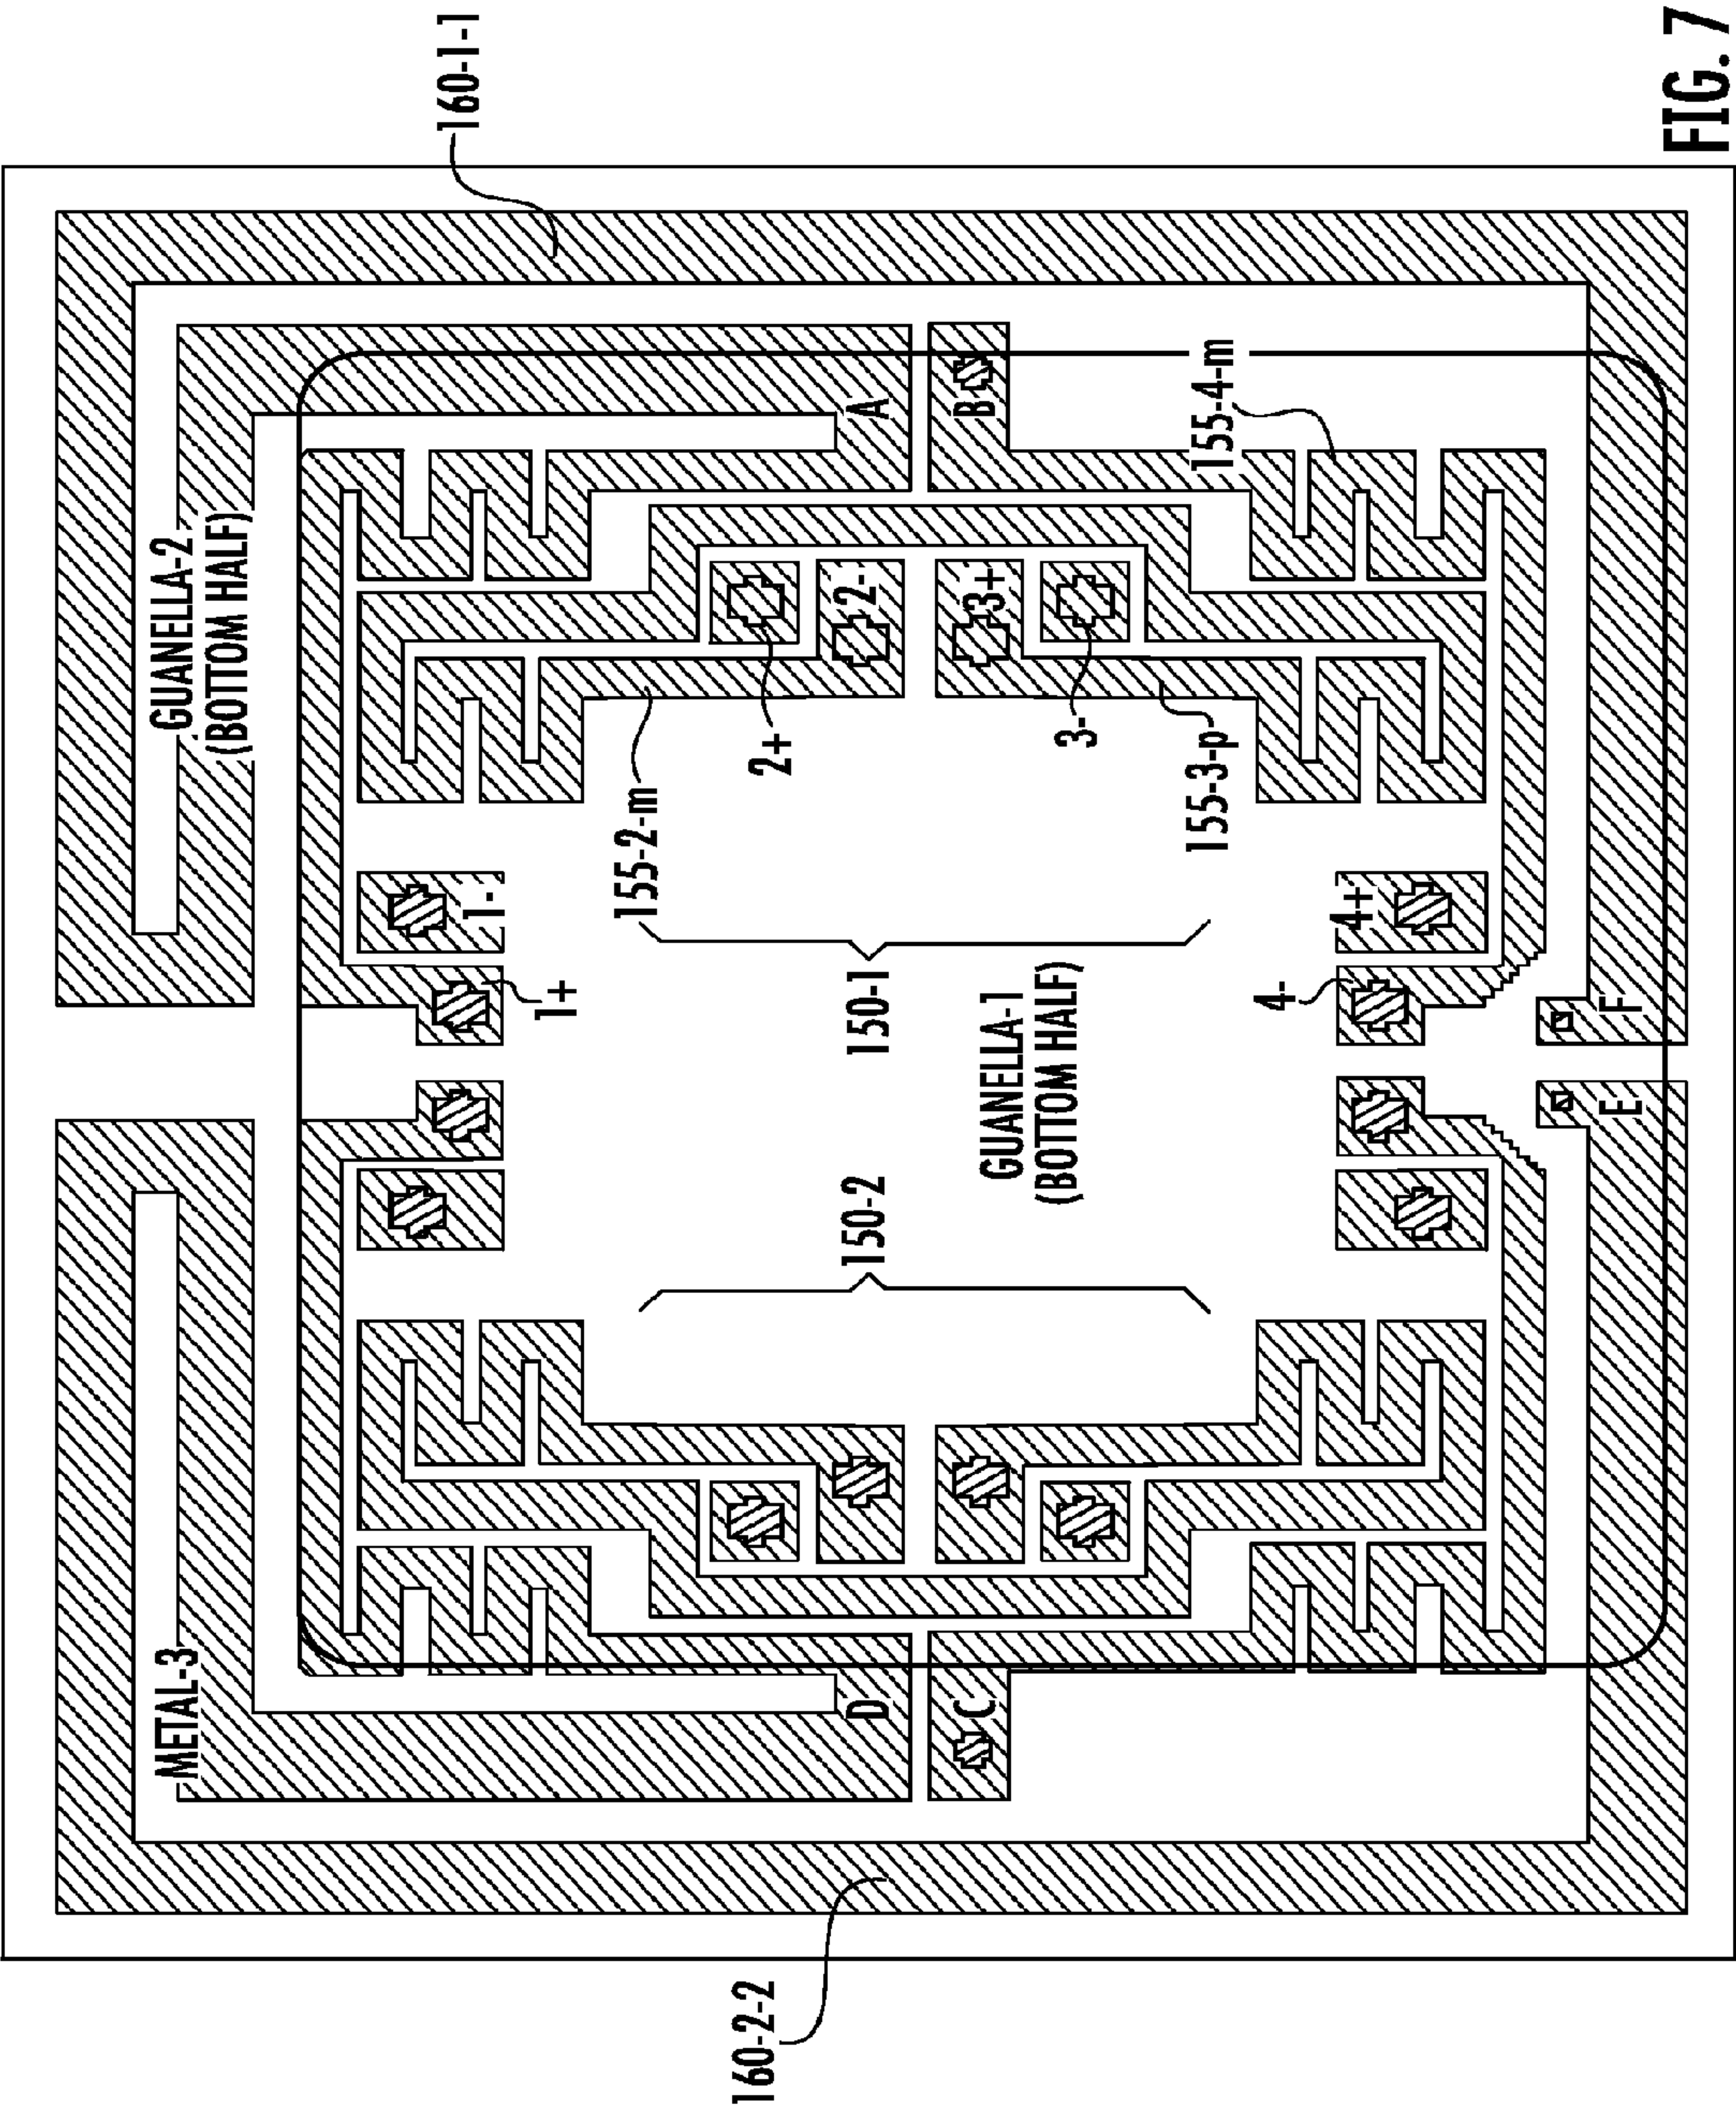 METAL-3
GUANELLA-2
(BOTTOM HALF)
160-1-1
1-
1+
155-2-m
160-2-2
2+
D
150-2
150-1
2-
A
C
3+
B
GUANELLA-1
(BOTTOM HALF)
3-
155-3-p
155-4-m
4-
4+
E
F
FIG. 7